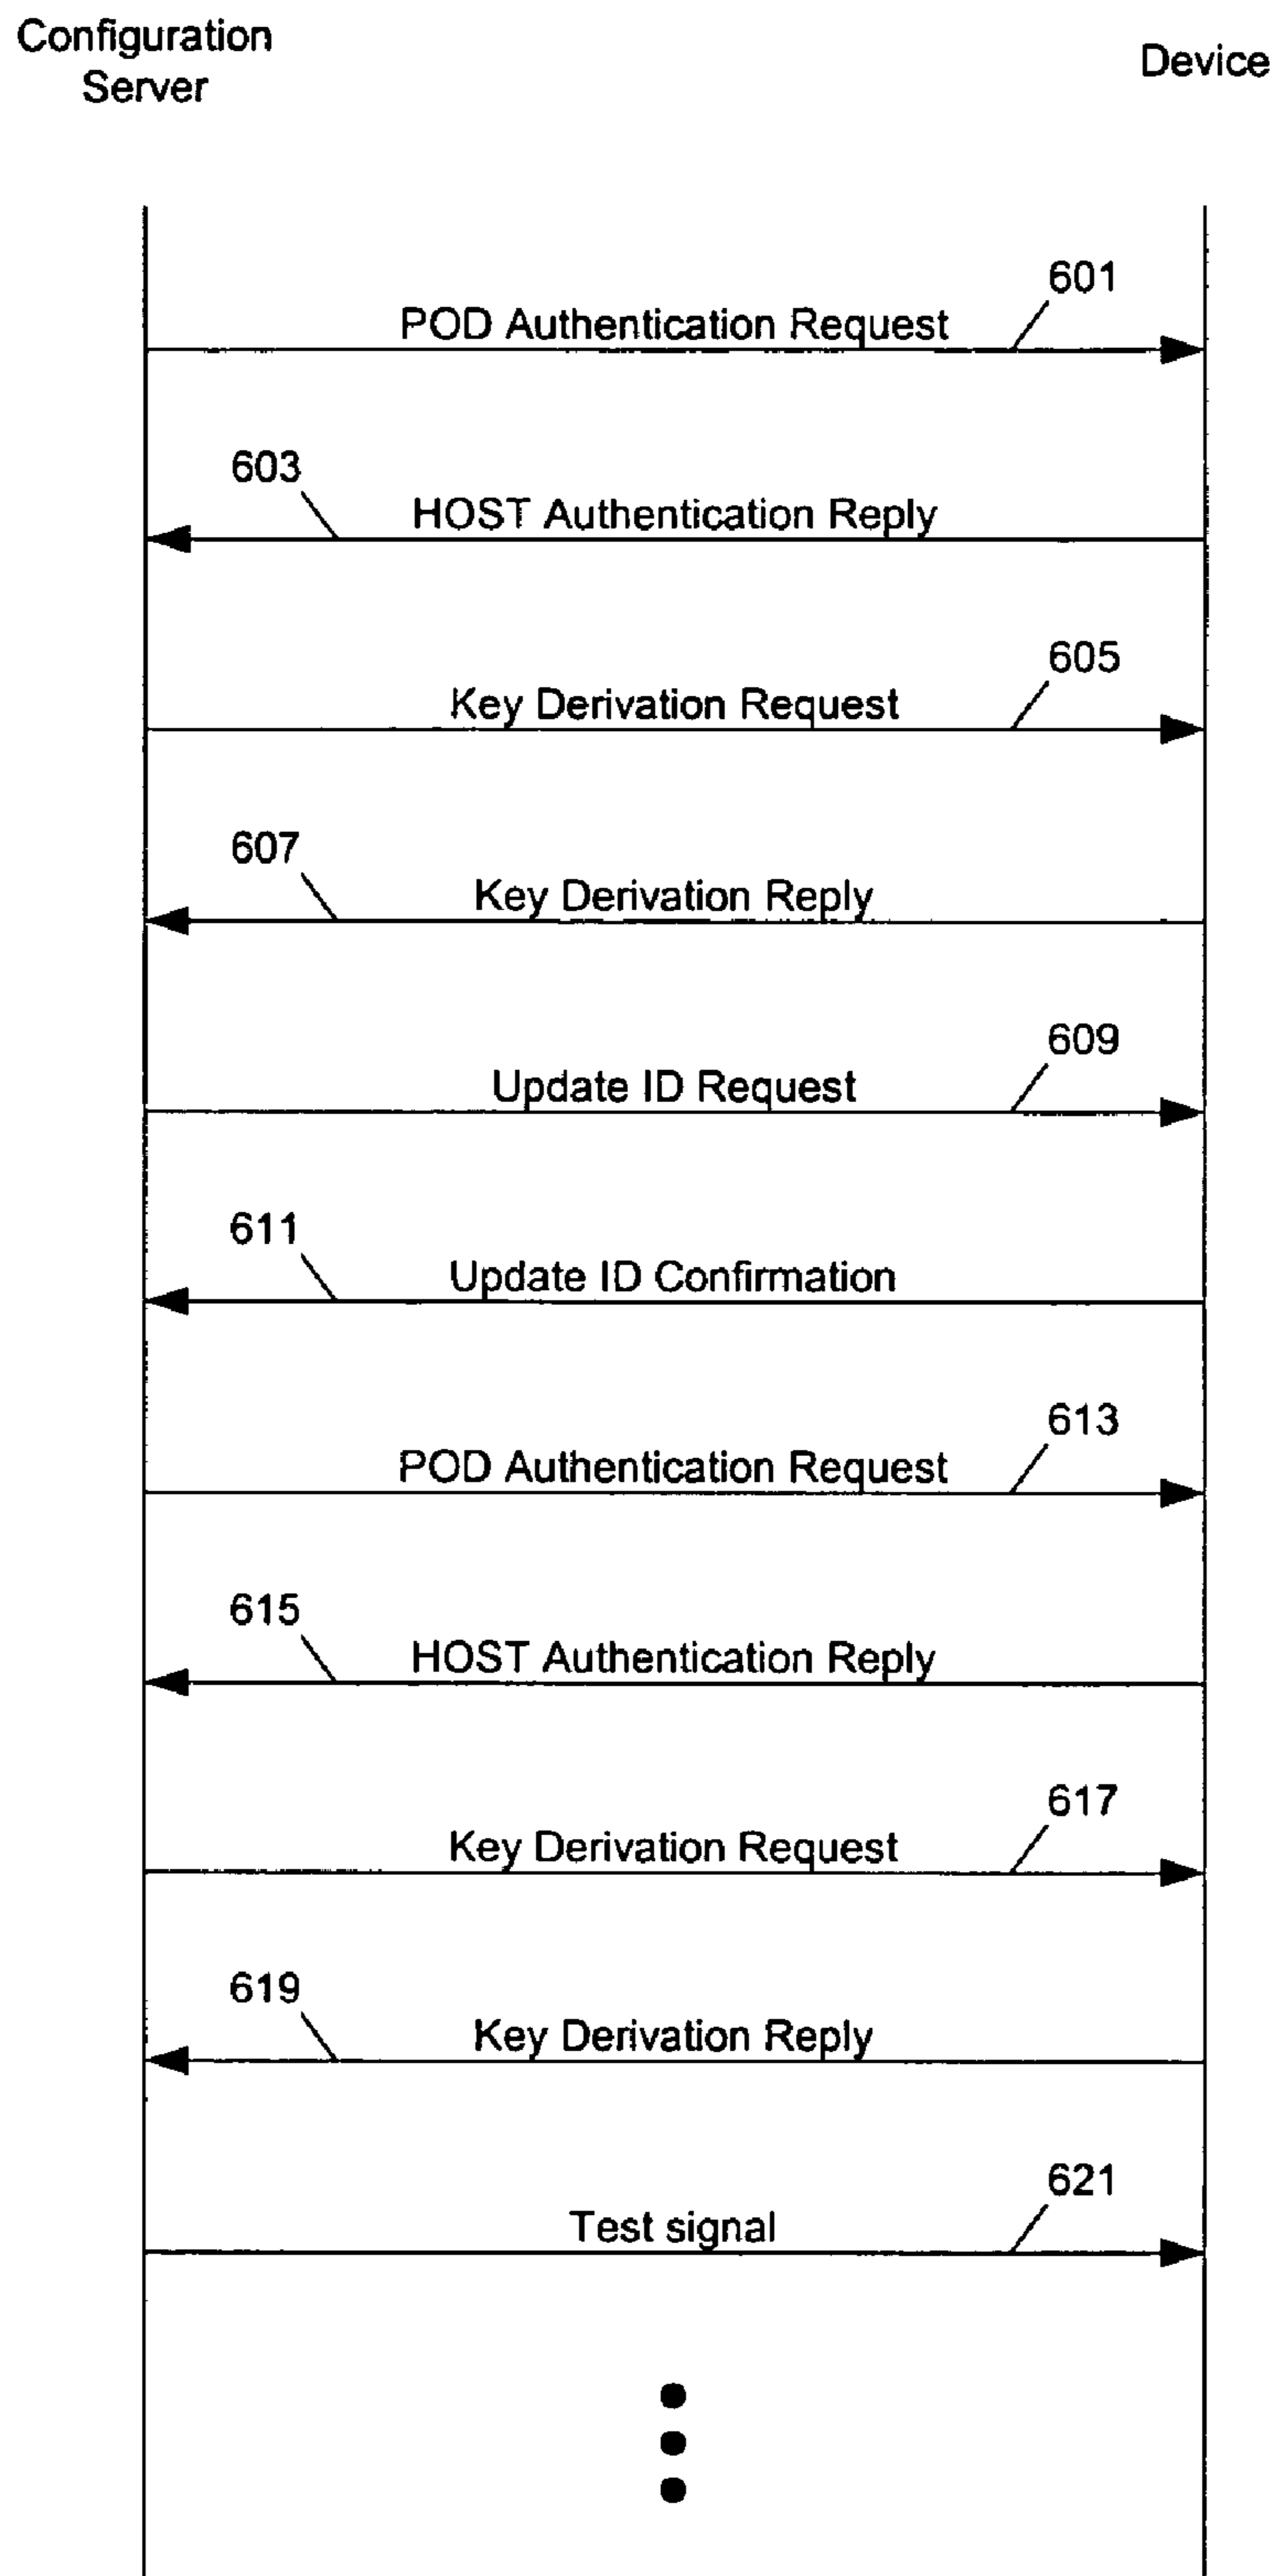 Configuration
Server
Device
601
POD Authentication Request
603
HOST Authentication Reply
605
Key Derivation Request
607
Key Derivation Reply
609
Update ID Request
611
Update ID Confirmation
613
POD Authentication Request
615
HOST Authentication Reply
617
Key Derivation Request
619
Key Derivation Reply
621
Test signal